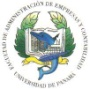 FACULTAD DE ADMINISTRACIÓN DE EMPRESAS Y CONTABILIDAD
UNIVERSIDAD DE PANAMÁ